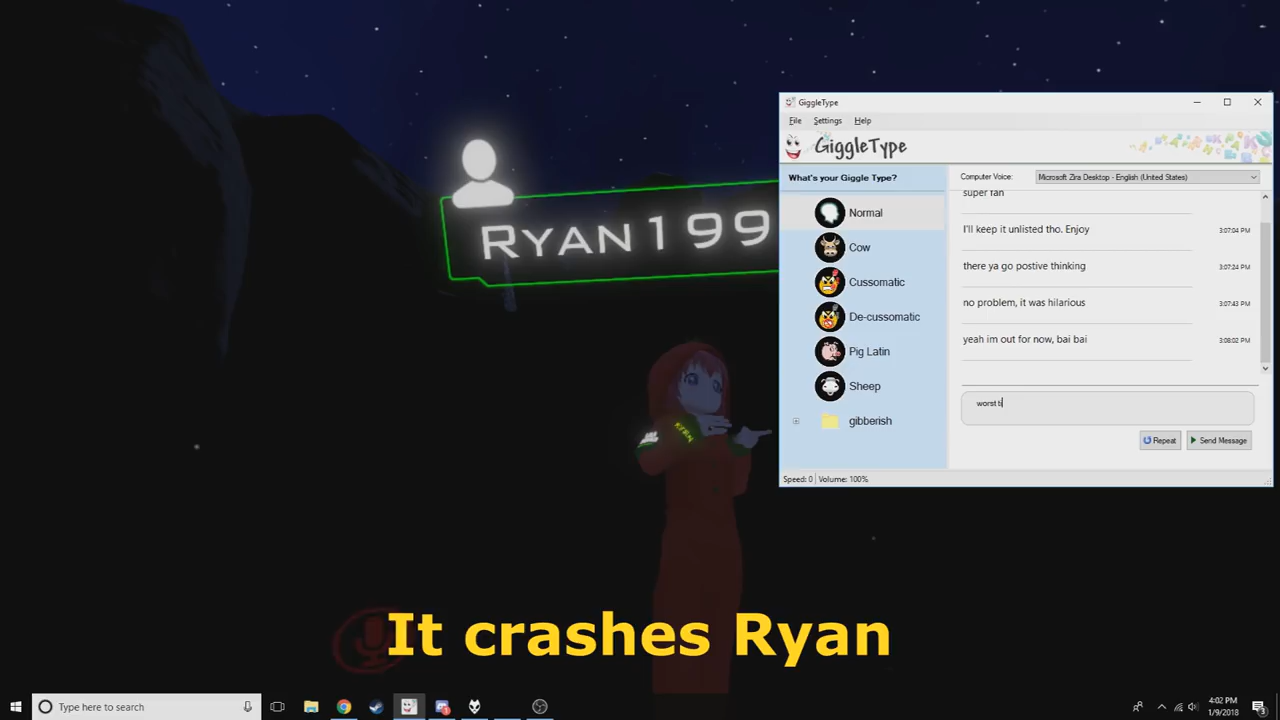 RYAN199
RYAN
GiggleType
File Settings Help
GiggleType
What's your Giggle Type?
Normal
Cow
Cussomatic
De-cussomatic
Pig Latin
Sheep
gibberish
Computer Voice: Microsoft Zira Desktop - English (United States)
super fan
I'll keep it unlisted tho. Enjoy 3:07:04 PM
there ya go postive thinking 3:07:24 PM
no problem, it was hilarious 3:07:43 PM
yeah im out for now, bai bai 3:08:02 PM
worst ti
Repeat Send Message
Speed: 0 Volume: 100%
It crashes Ryan
Type here to search
4:02 PM
1/9/2018